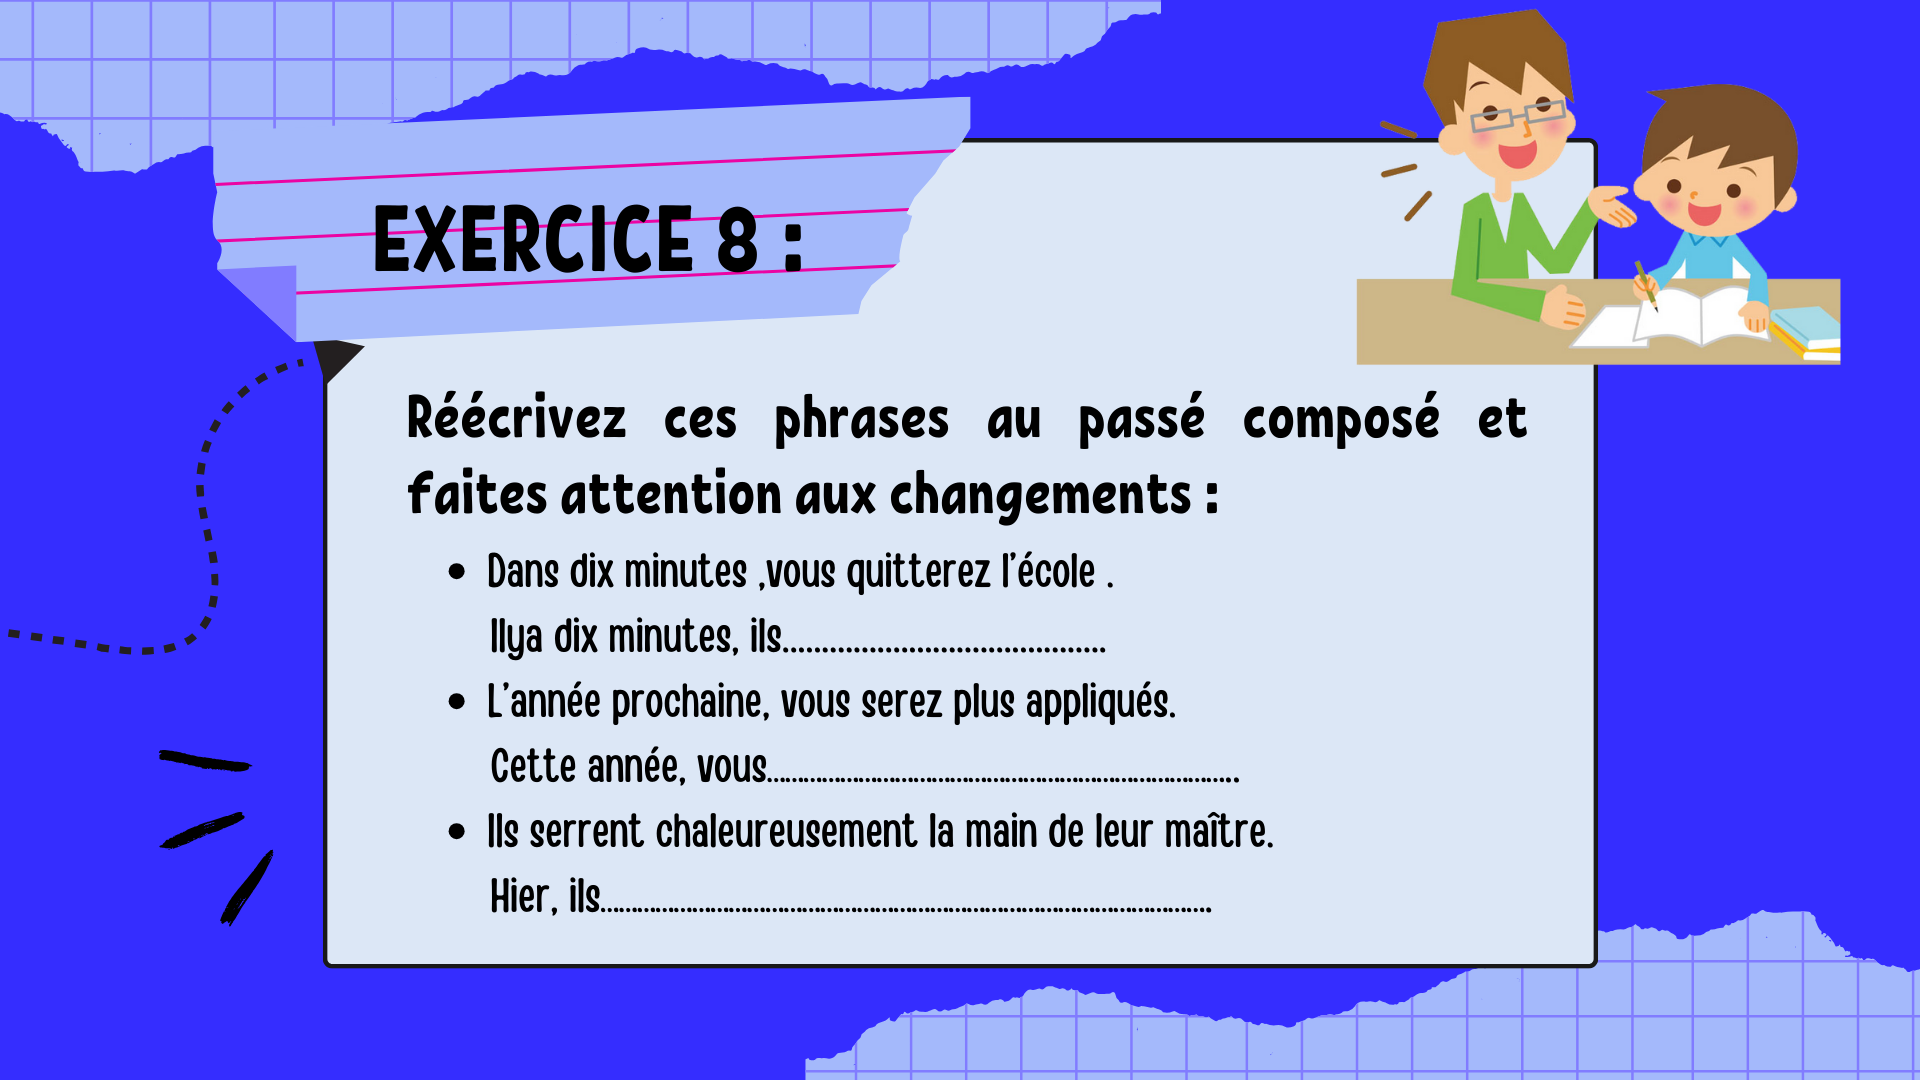 EXERCICE 8 :
Réécrivez ces phrases au passé composé et
faites attention aux changements :
• Dans dix minutes ,vous quitterez l'école .
Ilya dix minutes, ils.........................................
• L'année prochaine, vous serez plus appliqués.
Cette année, vous...........................................................................
• Ils serrent chaleureusement la main de leur maître.
Hier, ils.................................................................................................